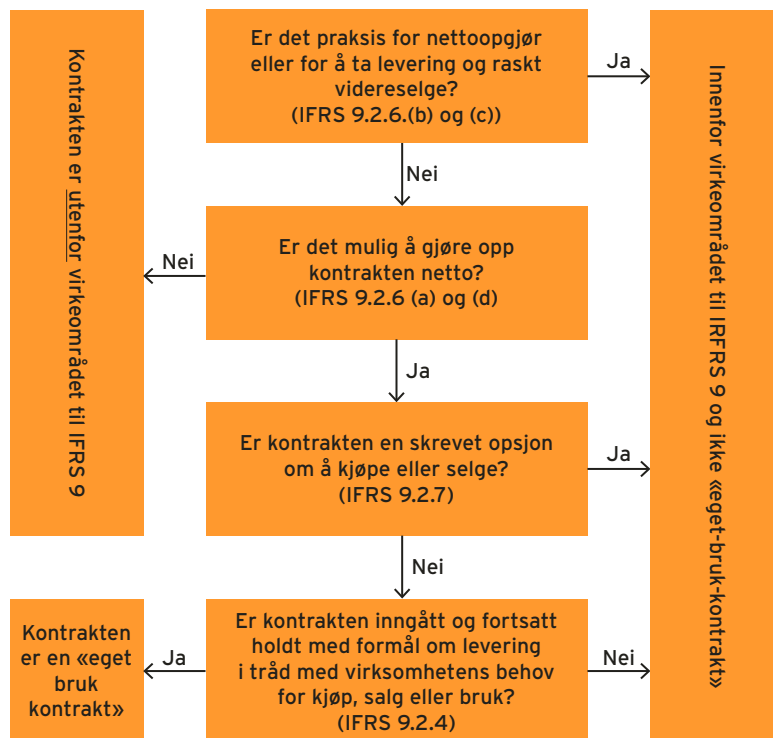 Er det praksis for nettoopgjør
eller for å ta levering og raskt
videreselge?
(IFRS 9.2.6.(b) og (c))
Ja
Nei
Kontrakten er utenfor virkeområdet til IFRS 9
Nei
Er det mulig å gjøre opp
kontrakten netto?
(IFRS 9.2.6 (a) og (d)
Ja
Er kontrakten en skrevet opsjon
om å kjøpe eller selge?
(IFRS 9.2.7)
Ja
Nei
Innenfor virkeområdet til IRFRS 9 og ikke «eget-bruk-kontrakt»
Kontrakten
er en «eget
bruk
kontrakt»
Ja
Er kontrakten inngått og fortsatt
holdt med formål om levering
i tråd med virksomhetens behov
for kjøp, salg eller bruk?
(IFRS 9.2.4)
Nei